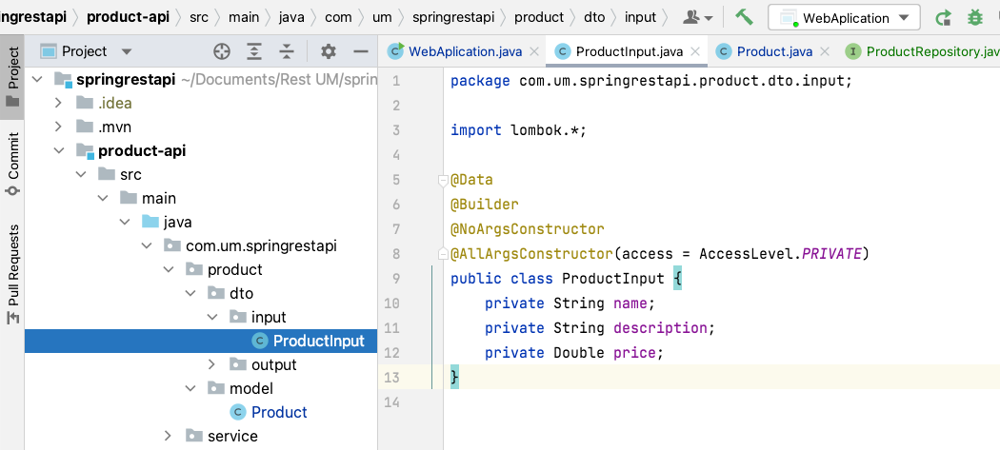 ngrestapi product-api src main java com um springrestapi product dto input WebAplication
Project WebAplication.java ProductInput.java Product.java ProductRepository.jav
Project
Commit
Pull Requests
springrestapi ~/Documents/Rest UM/sprin
.idea
.mvn
product-api
src
main
java
com.um.springrestapi
product
dto
input
ProductInput
output
model
Product
service
1 package com.um.springrestapi.product.dto.input;
2
3 import lombok.*;
4
5 @Data
6 @Builder
7 @NoArgsConstructor
8 @AllArgsConstructor(access = AccessLevel.PRIVATE)
9 public class ProductInput {
10 private String name;
11 private String description;
12 private Double price;
13 }
14